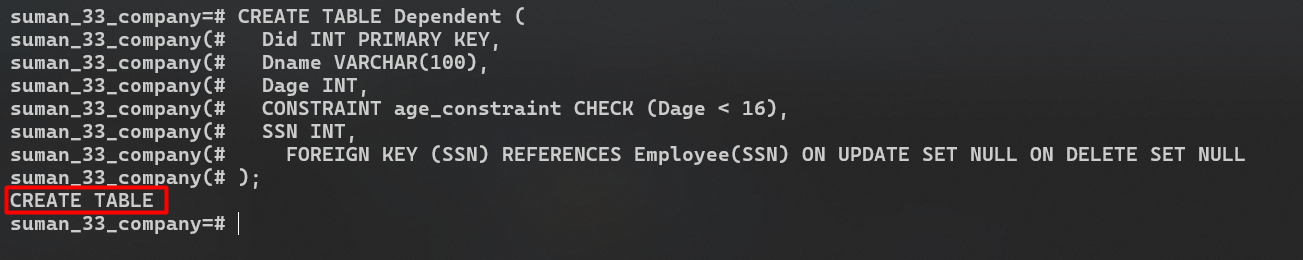 suman_33_company=# CREATE TABLE Dependent (
suman_33_company(#   Did INT PRIMARY KEY,
suman_33_company(#   Dname VARCHAR(100),
suman_33_company(#   Dage INT,
suman_33_company(#   CONSTRAINT age_constraint CHECK (Dage < 16),
suman_33_company(#   SSN INT,
suman_33_company(#     FOREIGN KEY (SSN) REFERENCES Employee(SSN) ON UPDATE SET NULL ON DELETE SET NULL
suman_33_company(# );
CREATE TABLE
suman_33_company=#